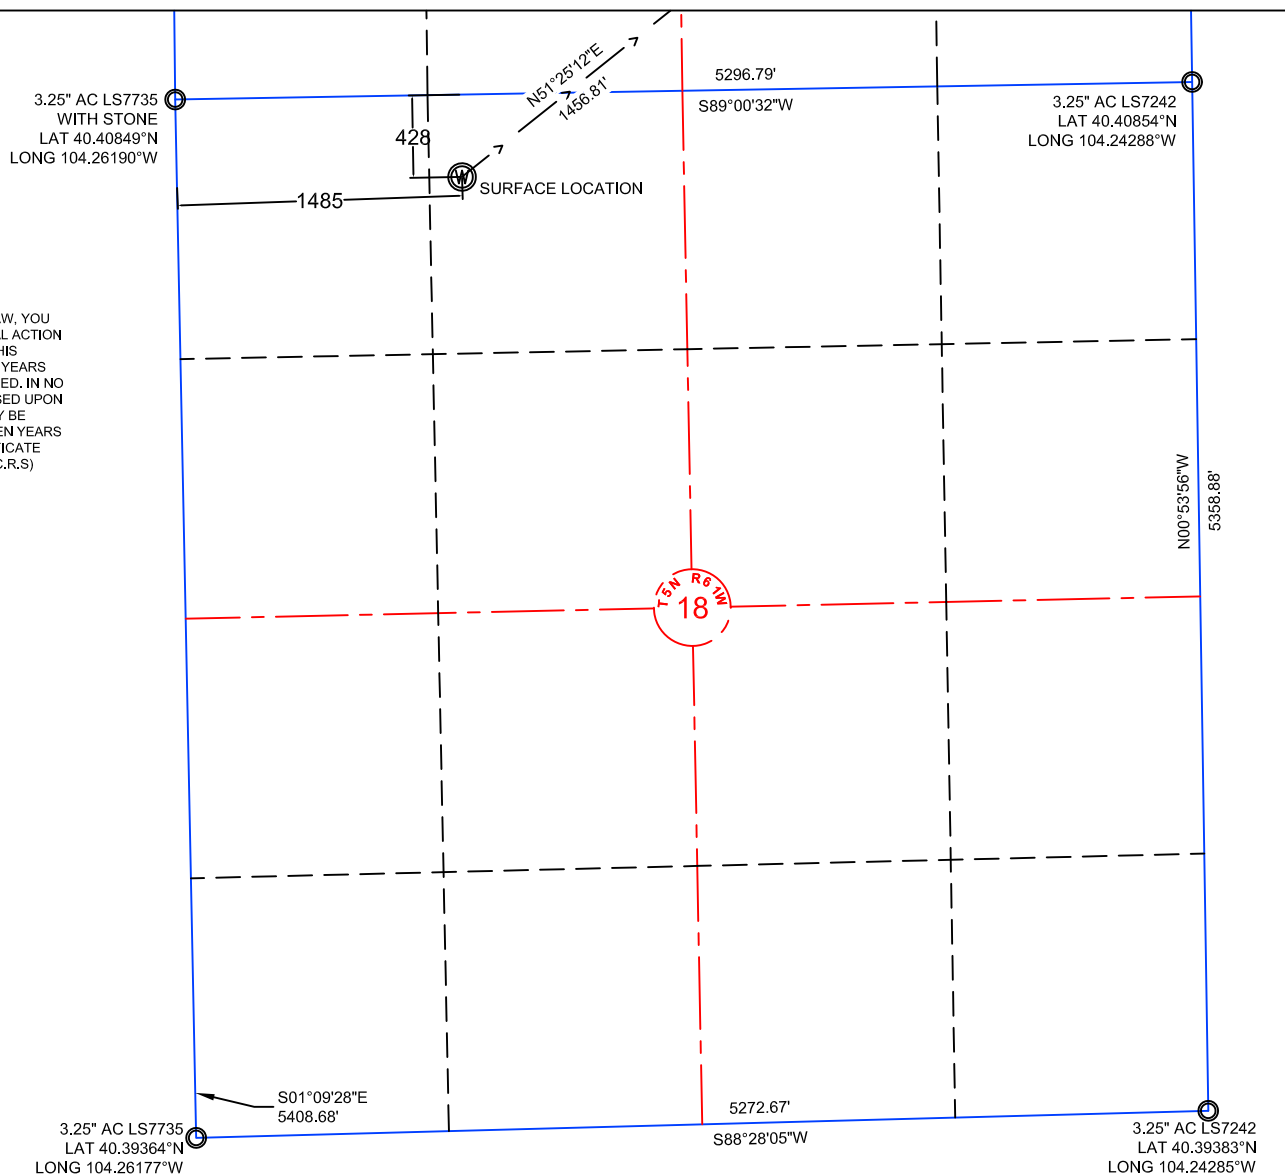 N51°25'12"E
1456.81'
5296.79'
S89°00'32"W
3.25" AC LS7735
WITH STONE
LAT 40.40849°N
LONG 104.26190°W
3.25" AC LS7242
LAT 40.40854°N
LONG 104.24288°W
428
W
SURFACE LOCATION
1485
AW, YOU
AL ACTION
HIS
YEARS
ED. IN NO
SED UPON
Y BE
EN YEARS
FICATE
C.R.S)
N00°53'56"W
5358.88'
T5N R61W
18
S01°09'28"E
5408.68'
5272.67'
S88°28'05"W
3.25" AC LS7735
LAT 40.39364°N
LONG 104.26177°W
3.25" AC LS7242
LAT 40.39383°N
LONG 104.24285°W